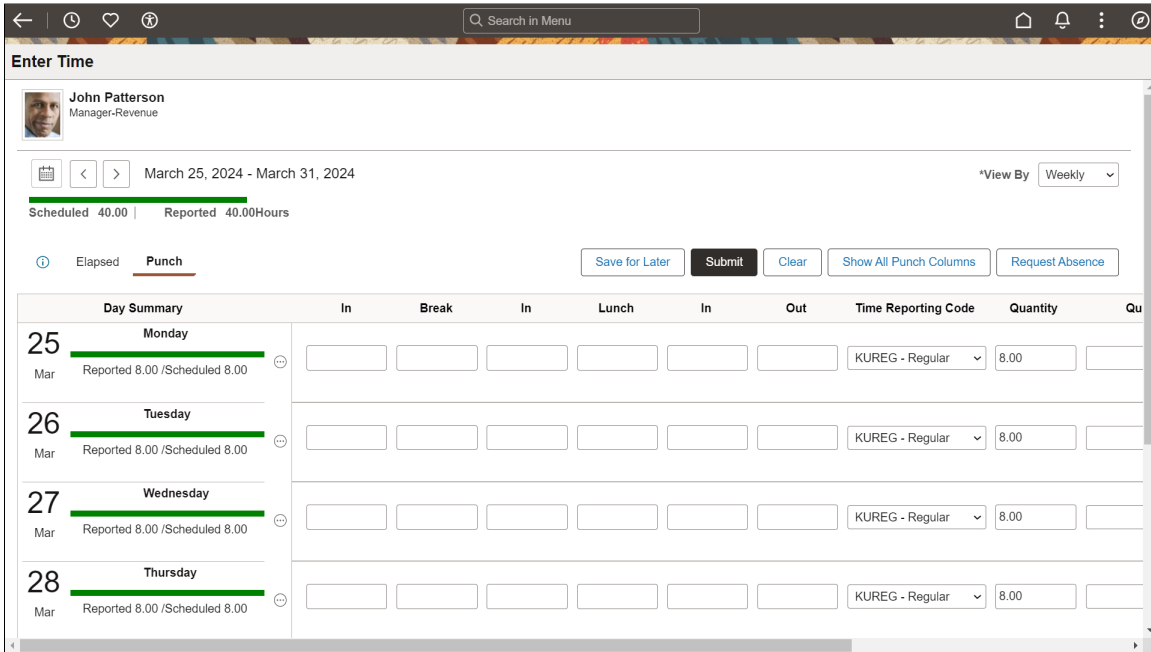 Search in Menu
Enter Time
John Patterson
Manager-Revenue
March 25, 2024 - March 31, 2024
*View By Weekly
Scheduled 40.00 | Reported 40.00Hours
Elapsed Punch Save for Later Submit Clear Show All Punch Columns Request Absence
Day Summary In Break In Lunch In Out Time Reporting Code Quantity Qu
25 Monday
Mar Reported 8.00 /Scheduled 8.00 KUREG - Regular 8.00
26 Tuesday
Mar Reported 8.00 /Scheduled 8.00 KUREG - Regular 8.00
27 Wednesday
Mar Reported 8.00 /Scheduled 8.00 KUREG - Regular 8.00
28 Thursday
Mar Reported 8.00 /Scheduled 8.00 KUREG - Regular 8.00